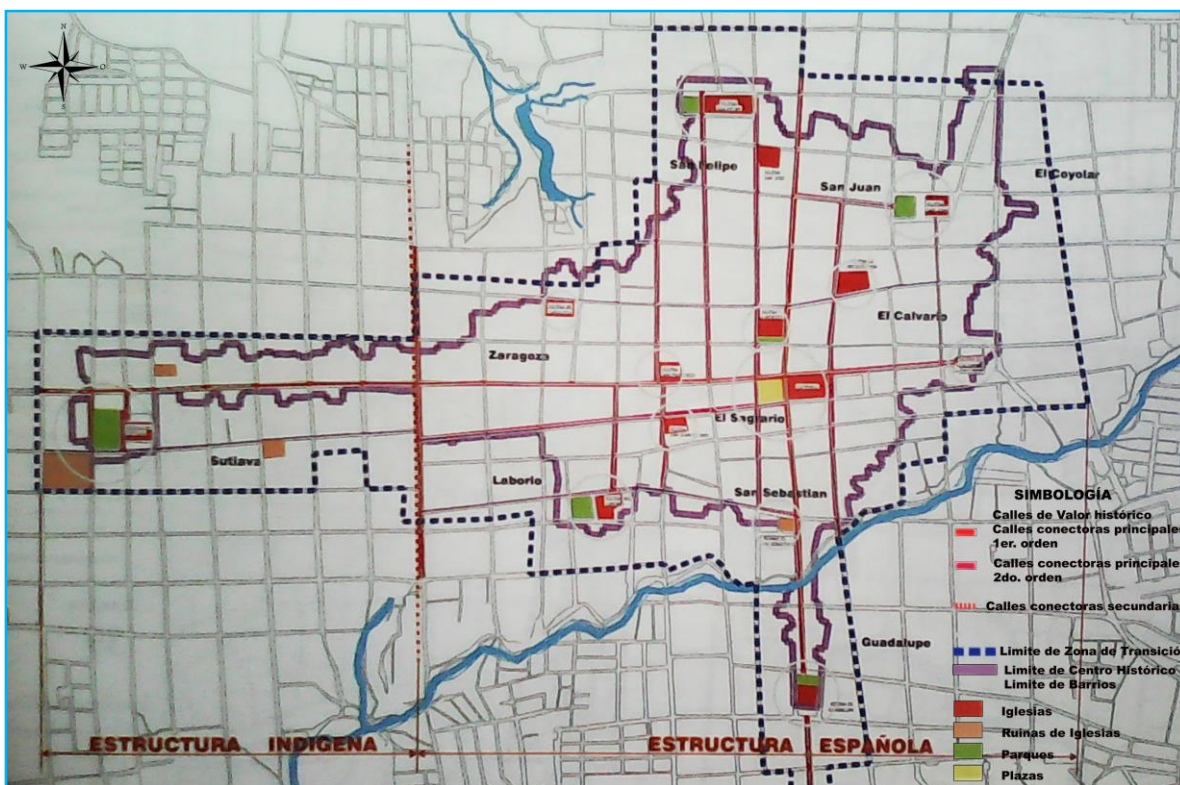 N
W
O
S
San Felipe
San Juan
El Coyolar
El Calvario
Zaragoza
El Sagrario
Sutiava
Laborio
San Sebastian
Guadalupe
SIMBOLOGÍA
Calles de Valor histórico
Calles conectoras principales
1er. orden
Calles conectoras principale
2do. orden
Calles conectoras secundaria
Limite de Zona de Transició
Limite de Centro Histórico
Limite de Barrios
Iglesias
Ruinas de Iglesias
Parques
Plazas
ESTRUCTURA INDIGENA
ESTRUCTURA ESPAÑOLA